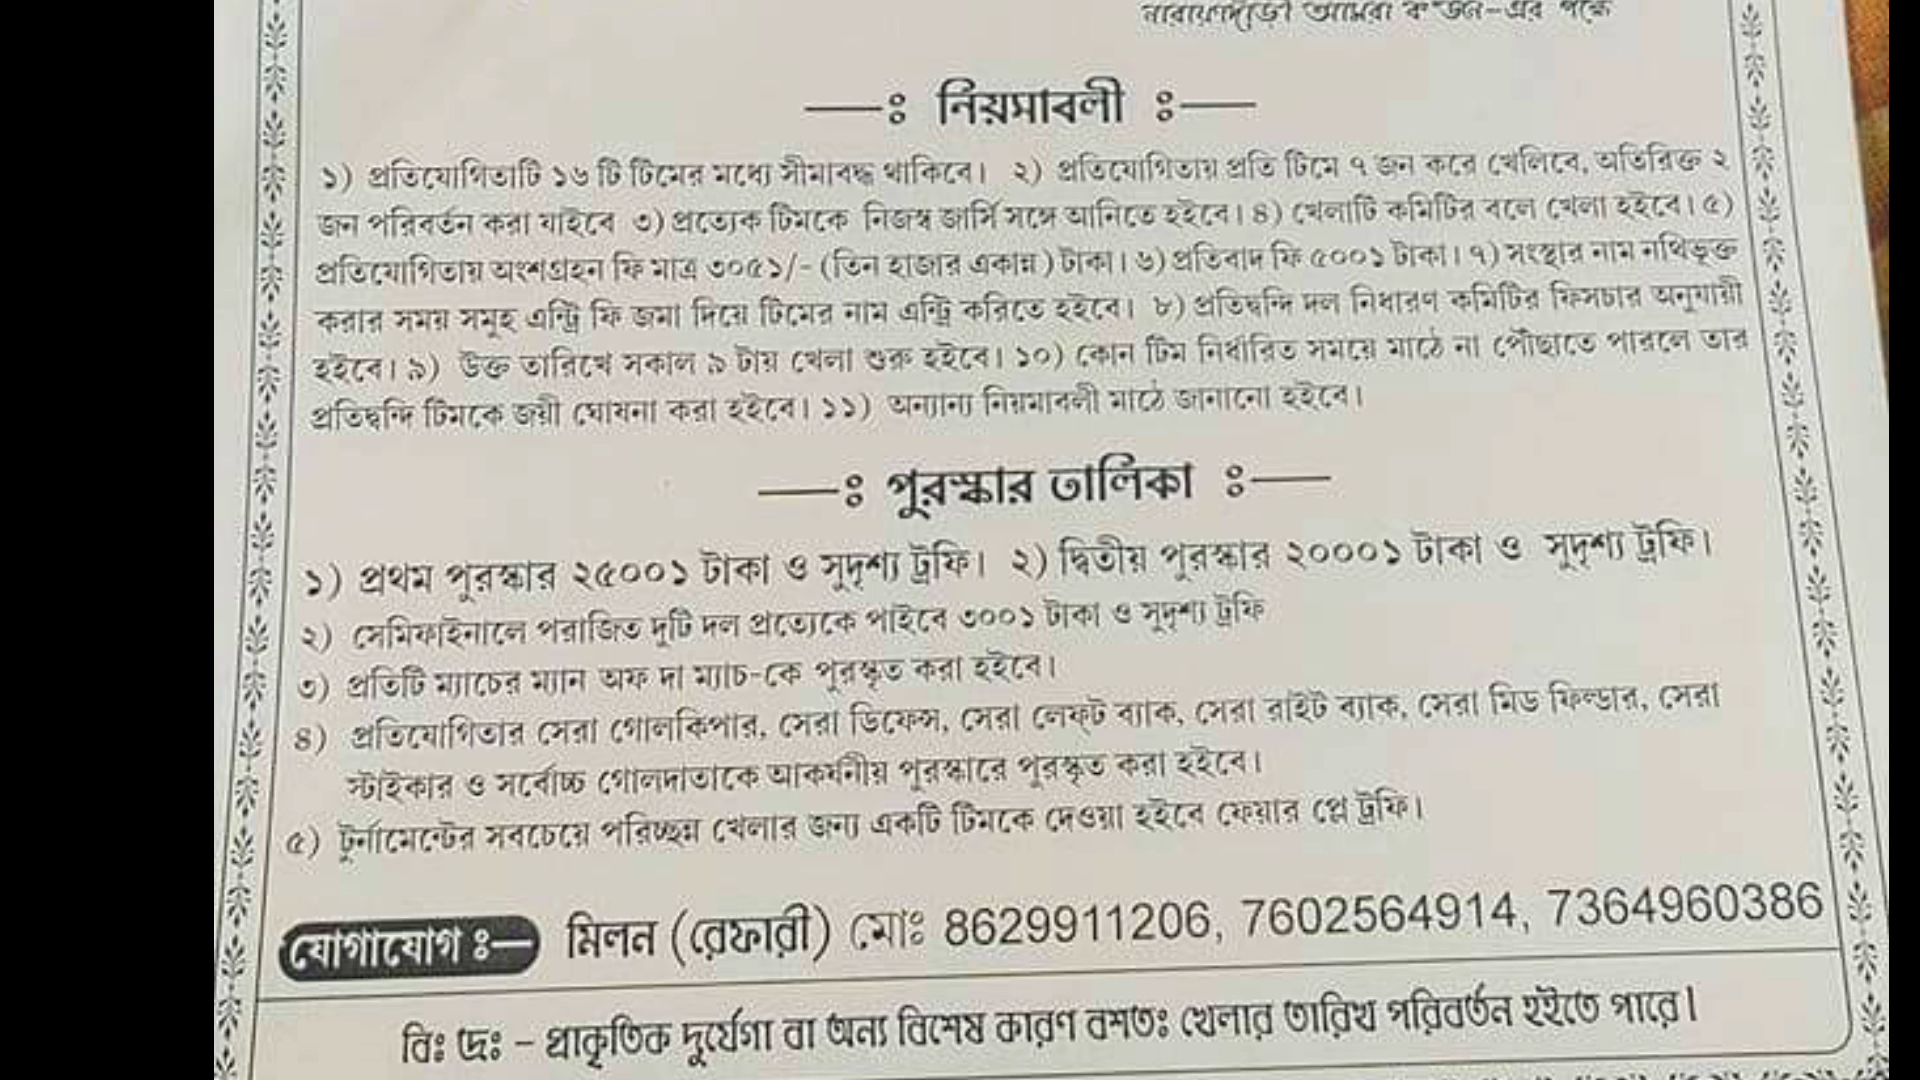 আমরা ক'জন-এর পক্ষে
—ঃ নিয়মাবলী ঃ—
১) প্রতিযোগিতাটি ১৬ টি টিমের মধ্যে সীমাবদ্ধ থাকিবে। ২) প্রতিযোগিতায় প্রতি টিমে ৭ জন করে খেলিবে, অতিরিক্ত ২
জন পরিবর্তন করা যাইবে ৩) প্রত্যেক টিমকে নিজস্ব জার্সি সঙ্গে আনিতে হইবে। ৪) খেলাটি কমিটির বলে খেলা হইবে। ৫)
প্রতিযোগিতায় অংশগ্রহন ফি মাত্র ৩০৫১/- (তিন হাজার একান্ন) টাকা। ৬) প্রতিবাদ ফি ৫০০১ টাকা। ৭) সংস্থার নাম নথিভূক্ত
করার সময় সমূহ এন্ট্রি ফি জমা দিয়ে টিমের নাম এন্ট্রি করিতে হইবে। ৮) প্রতিদ্বন্দি দল নিধারণ কমিটির ফিসচার অনুযায়ী
হইবে। ৯) উক্ত তারিখে সকাল ৯ টায় খেলা শুরু হইবে। ১০) কোন টিম নির্ধারিত সময়ে মাঠে না পৌঁছাতে পারলে তার
প্রতিদ্বন্দি টিমকে জয়ী ঘোষনা করা হইবে। ১১) অন্যান্য নিয়মাবলী মাঠে জানানো হইবে।
—ঃ পুরস্কার তালিকা ঃ—
১) প্রথম পুরস্কার ২৫০০১ টাকা ও সুদৃশ্য ট্রফি। ২) দ্বিতীয় পুরস্কার ২০০০১ টাকা ও সুদৃশ্য ট্রফি।
২) সেমিফাইনালে পরাজিত দুটি দল প্রত্যেকে পাইবে ৩০০১ টাকা ও সুদৃশ্য ট্রফি
৩) প্রতিটি ম্যাচের ম্যান অফ দা ম্যাচ-কে পুরস্কৃত করা হইবে।
৪) প্রতিযোগিতার সেরা গোলকিপার, সেরা ডিফেন্স, সেরা লেফ্‌ট ব্যাক, সেরা রাইট ব্যাক, সেরা মিড ফিল্ডার, সেরা
স্টাইকার ও সর্বোচ্চ গোলদাতাকে আকর্ষনীয় পুরস্কারে পুরস্কৃত করা হইবে।
৫) টুর্নামেন্টের সবচেয়ে পরিচ্ছন্ন খেলার জন্য একটি টিমকে দেওয়া হইবে ফেয়ার প্লে ট্রফি।
যোগাযোগ ঃ— মিলন (রেফারী) মোঃ 8629911206, 7602564914, 7364960386
বিঃ দ্রঃ - প্রাকৃতিক দুর্যেগা বা অন্য বিশেষ কারণ বশতঃ খেলার তারিখ পরিবর্তন হইতে পারে।